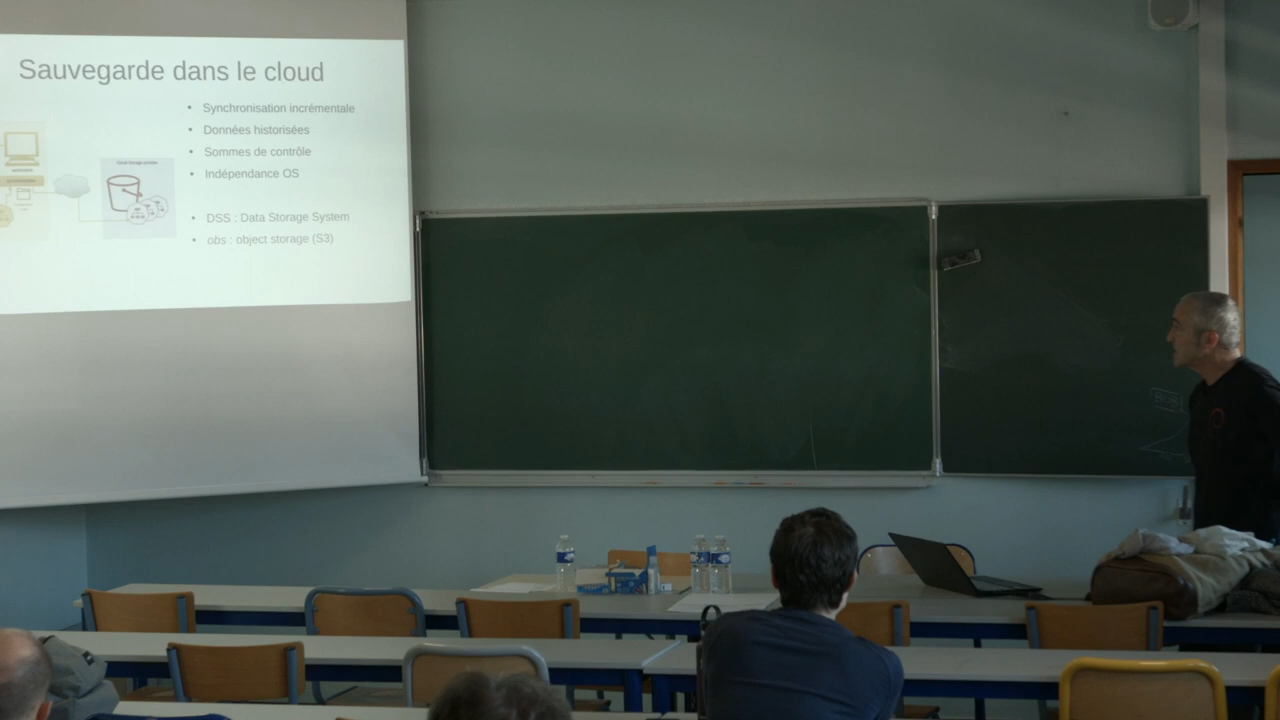 Sauvegarde dans le cloud
Synchronisation incrémentale
Données historisées
Sommes de contrôle
Indépendance OS
DSS : Data Storage System
obs : object storage (S3)